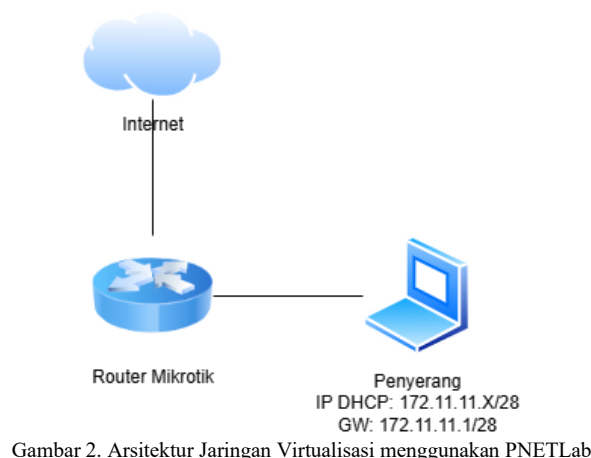 Internet
Router Mikrotik
Penyerang
IP DHCP: 172.11.11.X/28
GW: 172.11.11.1/28
Gambar 2. Arsitektur Jaringan Virtualisasi menggunakan PNETLab